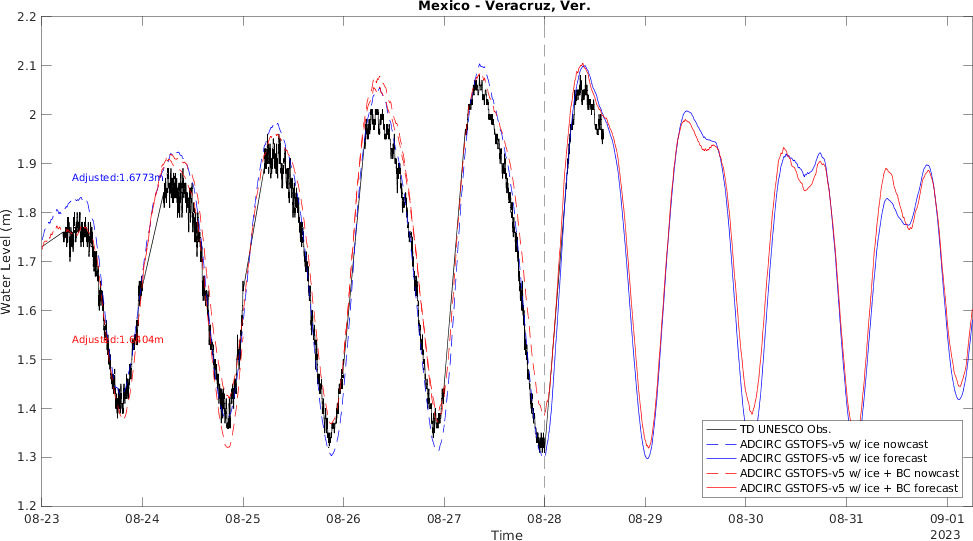 Mexico - Veracruz, Ver.
2.2
2.1
2
1.9
1.8
1.7
1.6
1.5
1.4
1.3
1.2
Water Level (m)
Adjusted:1.6773m
Adjusted:1.6404m
TD UNESCO Obs.
ADCIRC GSTOFS-v5 w/ ice nowcast
ADCIRC GSTOFS-v5 w/ ice forecast
ADCIRC GSTOFS-v5 w/ ice + BC nowcast
ADCIRC GSTOFS-v5 w/ ice + BC forecast
08-23 08-24 08-25 08-26 08-27 08-28 08-29 08-30 08-31 09-01
2023
Time